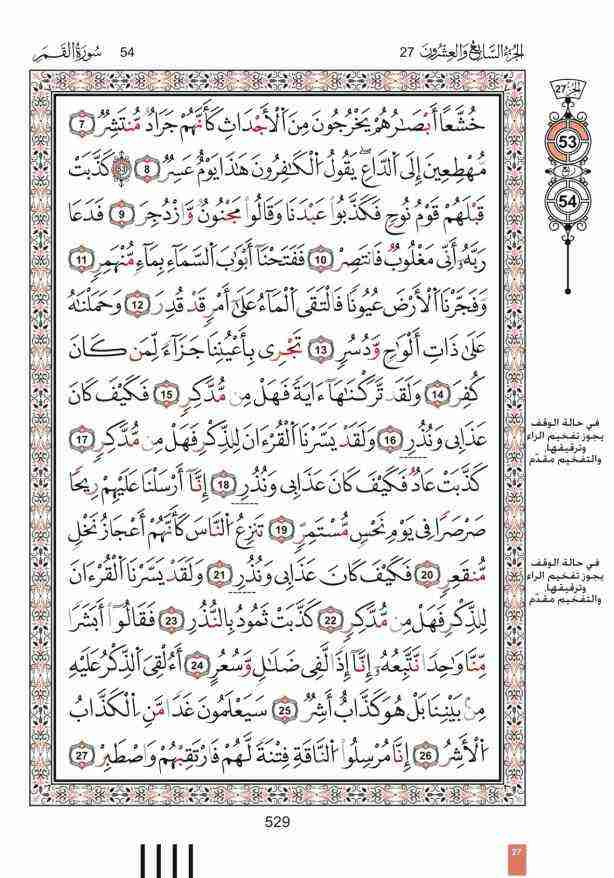 الجزء السابع والعشرون 27
54 سورة القمر
خُشَّعًا أَبْصَـٰرُهُمْ يَخْرُجُونَ مِنَ ٱلْأَجْدَاثِ كَأَنَّهُمْ جَرَادٌ مُّنتَشِرٌ 7
مُّهْطِعِينَ إِلَى ٱلدَّاعِ ۖ يَقُولُ ٱلْكَـٰفِرُونَ هَـٰذَا يَوْمٌ عَسِرٌ 8 53 كَذَّبَتْ
قَبْلَهُمْ قَوْمُ نُوحٍ فَكَذَّبُوا۟ عَبْدَنَا وَقَالُوا۟ مَجْنُونٌ وَٱزْدُجِرَ 9 فَدَعَا
رَبَّهُۥٓ أَنِّى مَغْلُوبٌ فَٱنتَصِرْ 10 فَفَتَحْنَآ أَبْوَٰبَ ٱلسَّمَآءِ بِمَآءٍ مُّنْهَمِرٍ 11
وَفَجَّرْنَا ٱلْأَرْضَ عُيُونًا فَٱلْتَقَى ٱلْمَآءُ عَلَىٰٓ أَمْرٍ قَدْ قُدِرَ 12 وَحَمَلْنَـٰهُ
عَلَىٰ ذَاتِ أَلْوَٰحٍ وَدُسُرٍ 13 تَجْرِى بِأَعْيُنِنَا جَزَآءً لِّمَن كَانَ
كُفِرَ 14 وَلَقَد تَّرَكْنَـٰهَآ ءَايَةً فَهَلْ مِن مُّدَّكِرٍ 15 فَكَيْفَ كَانَ
عَذَابِى وَنُذُرِ 16 وَلَقَدْ يَسَّرْنَا ٱلْقُرْءَانَ لِلذِّكْرِ فَهَلْ مِن مُّدَّكِرٍ 17
كَذَّبَتْ عَادٌ فَكَيْفَ كَانَ عَذَابِى وَنُذُرِ 18 إِنَّآ أَرْسَلْنَا عَلَيْهِمْ رِيحًا
صَرْصَرًا فِى يَوْمِ نَحْسٍ مُّسْتَمِرٍّ 19 تَنزِعُ ٱلنَّاسَ كَأَنَّهُمْ أَعْجَازُ نَخْلٍ
مُّنقَعِرٍ 20 فَكَيْفَ كَانَ عَذَابِى وَنُذُرِ 21 وَلَقَدْ يَسَّرْنَا ٱلْقُرْءَانَ
لِلذِّكْرِ فَهَلْ مِن مُّدَّكِرٍ 22 كَذَّبَتْ ثَمُودُ بِٱلنُّذُرِ 23 فَقَالُوٓا۟ أَبَشَرًا
مِّنَّا وَٰحِدًا نَّتَّبِعُهُۥٓ إِنَّآ إِذًا لَّفِى ضَلَـٰلٍ وَسُعُرٍ 24 أَءُلْقِىَ ٱلذِّكْرُ عَلَيْهِ
مِنۢ بَيْنِنَا بَلْ هُوَ كَذَّابٌ أَشِرٌ 25 سَيَعْلَمُونَ غَدًا مَّنِ ٱلْكَذَّابُ
ٱلْأَشِرُ 26 إِنَّا مُرْسِلُوا۟ ٱلنَّاقَةِ فِتْنَةً لَّهُمْ فَٱرْتَقِبْهُمْ وَٱصْطَبِرْ 27
الجزء 27
53
ربع
54
في حالة الوقف
يجوز تفخيم الراء
وترقيقها
والتفخيم مقدّم
في حالة الوقف
يجوز تفخيم الراء
وترقيقها
والتفخيم مقدّم
529
27